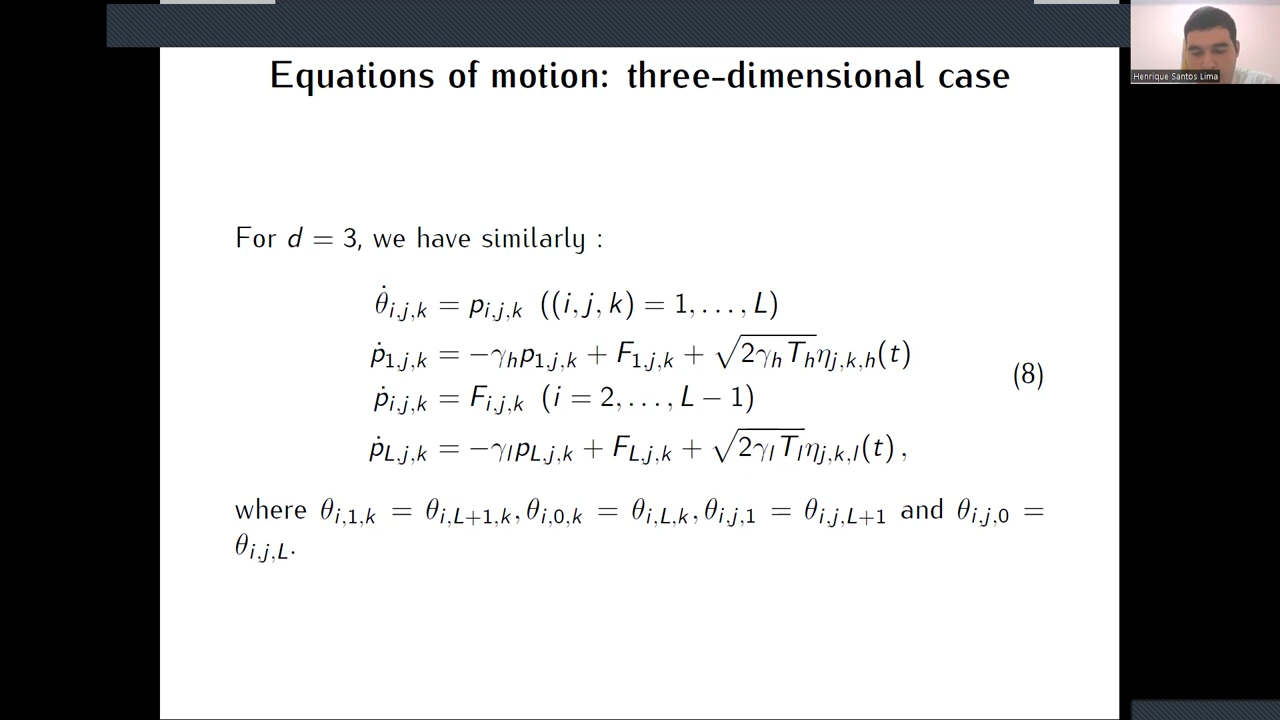 Equations of motion: three-dimensional case
Henrique Santos Lima
For d = 3, we have similarly :
θ̇_{i,j,k} = p_{i,j,k} ((i, j, k) = 1, . . . , L)
ṗ_{1,j,k} = −γ_h p_{1,j,k} + F_{1,j,k} + √(2γ_h T_h) η_{j,k,h}(t)
ṗ_{i,j,k} = F_{i,j,k} (i = 2, . . . , L − 1)
(8)
ṗ_{L,j,k} = −γ_l p_{L,j,k} + F_{L,j,k} + √(2γ_l T_l) η_{j,k,l}(t) ,
where θ_{i,1,k} = θ_{i,L+1,k}, θ_{i,0,k} = θ_{i,L,k}, θ_{i,j,1} = θ_{i,j,L+1} and θ_{i,j,0} =
θ_{i,j,L}.